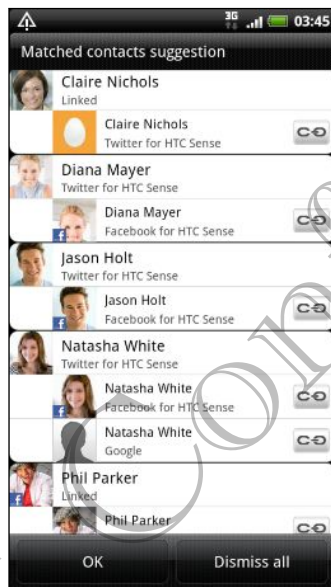 3G 03:45
Matched contacts suggestion
Claire Nichols
Linked
Claire Nichols
Twitter for HTC Sense
Diana Mayer
Twitter for HTC Sense
Diana Mayer
Facebook for HTC Sense
Jason Holt
Twitter for HTC Sense
Jason Holt
Facebook for HTC Sense
Natasha White
Twitter for HTC Sense
Natasha White
Facebook for HTC Sense
Natasha White
Google
Phil Parker
Linked
Phil Parker
OK Dismiss all